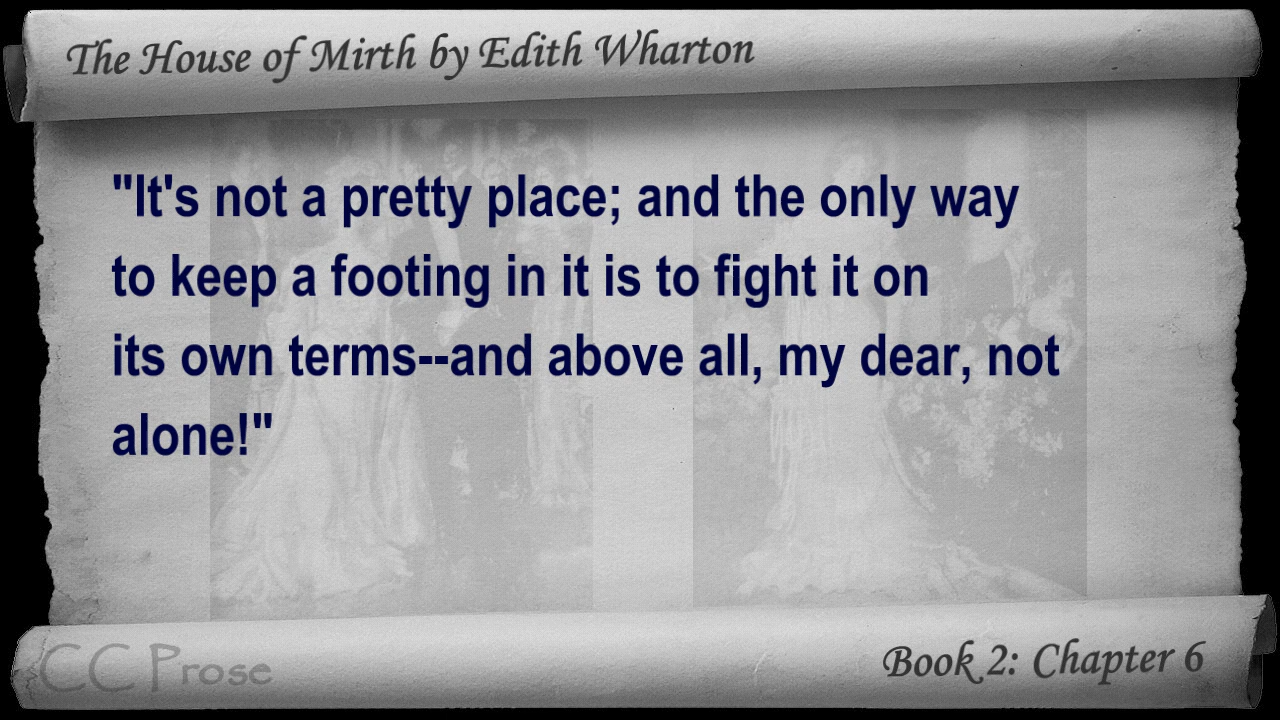 The House of Mirth by Edith Wharton
"It's not a pretty place; and the only way
to keep a footing in it is to fight it on
its own terms--and above all, my dear, not
alone!"
CC Prose
Book 2: Chapter 6